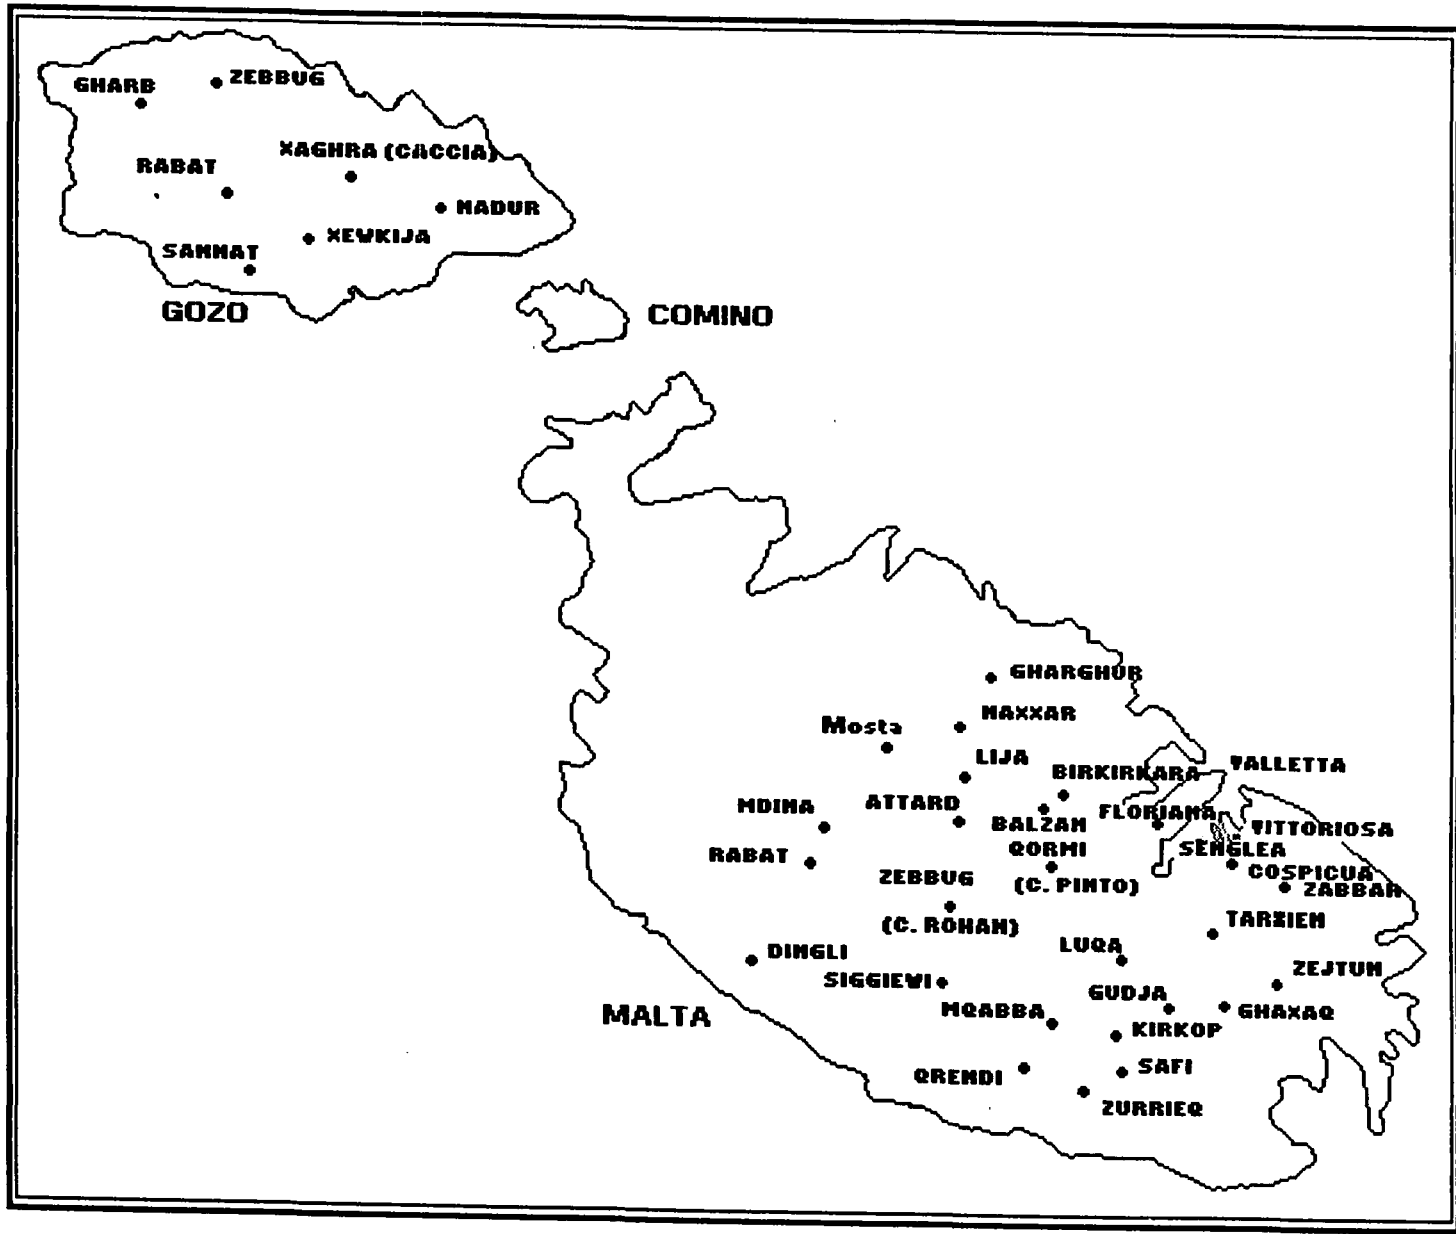 ZEBBUG
GHARB
XAGHRA (CACCIA)
RABAT
NADUR
XEWKIJA
SANNAT
GOZO
COMINO
GHARGHUR
NAXXAR
Mosta
LIJA
VALLETTA
BIRKIRKARA
MDINA
ATTARD
FLORIANA
BALZAN
VITTORIOSA
RABAT
QORMI
(C. PINTO)
SENGLEA
COSPICUA
ZEBBUG
(C. ROHAN)
ZABBAR
TARXIEN
DINGLI
LUQA
ZEJTUN
SIGGIEWI
GUDJA
MALTA
MQABBA
GHAXAQ
KIRKOP
QRENDI
SAFI
ZURRIEQ